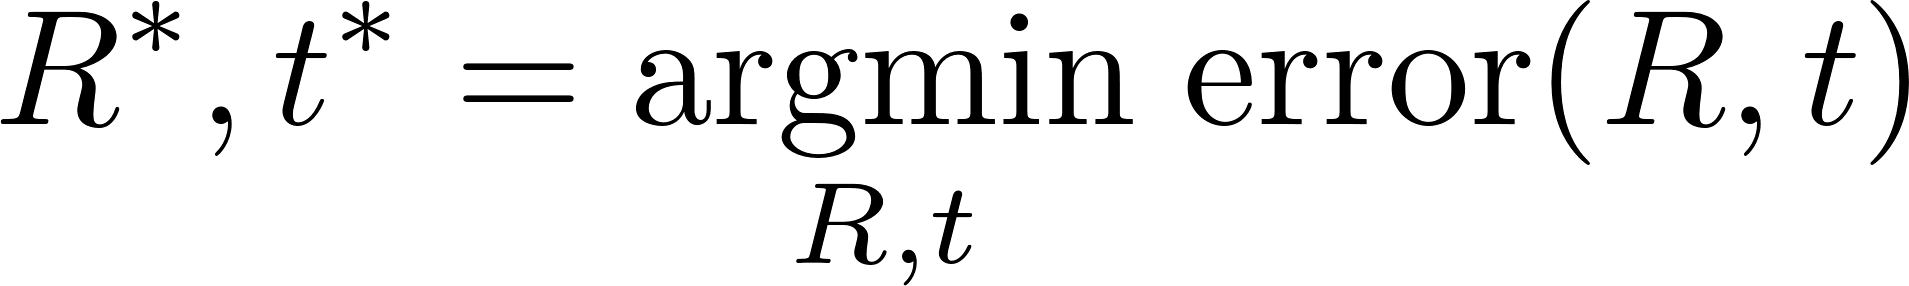 R*, t* = argmin error(R, t)
R,t